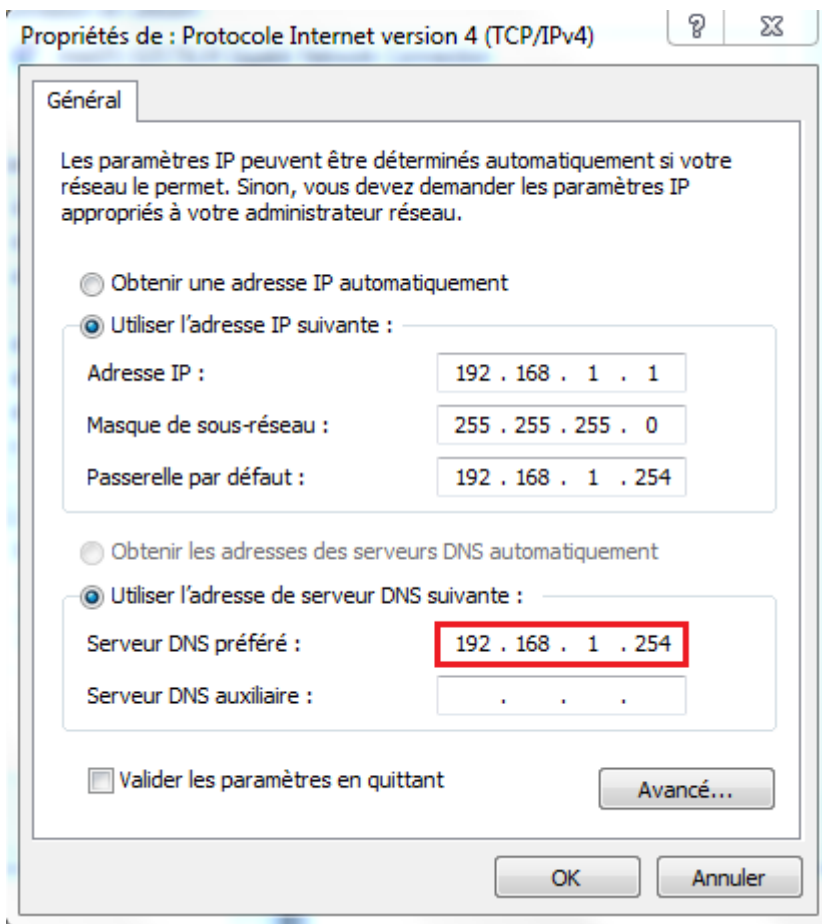 Propriétés de : Protocole Internet version 4 (TCP/IPv4)
Général
Les paramètres IP peuvent être déterminés automatiquement si votre
réseau le permet. Sinon, vous devez demander les paramètres IP
appropriés à votre administrateur réseau.
Obtenir une adresse IP automatiquement
Utiliser l'adresse IP suivante :
Adresse IP : 192 . 168 . 1 . 1
Masque de sous-réseau : 255 . 255 . 255 . 0
Passerelle par défaut : 192 . 168 . 1 . 254
Obtenir les adresses des serveurs DNS automatiquement
Utiliser l'adresse de serveur DNS suivante :
Serveur DNS préféré : 192 . 168 . 1 . 254
Serveur DNS auxiliaire : . . .
Valider les paramètres en quittant
Avancé...
OK Annuler